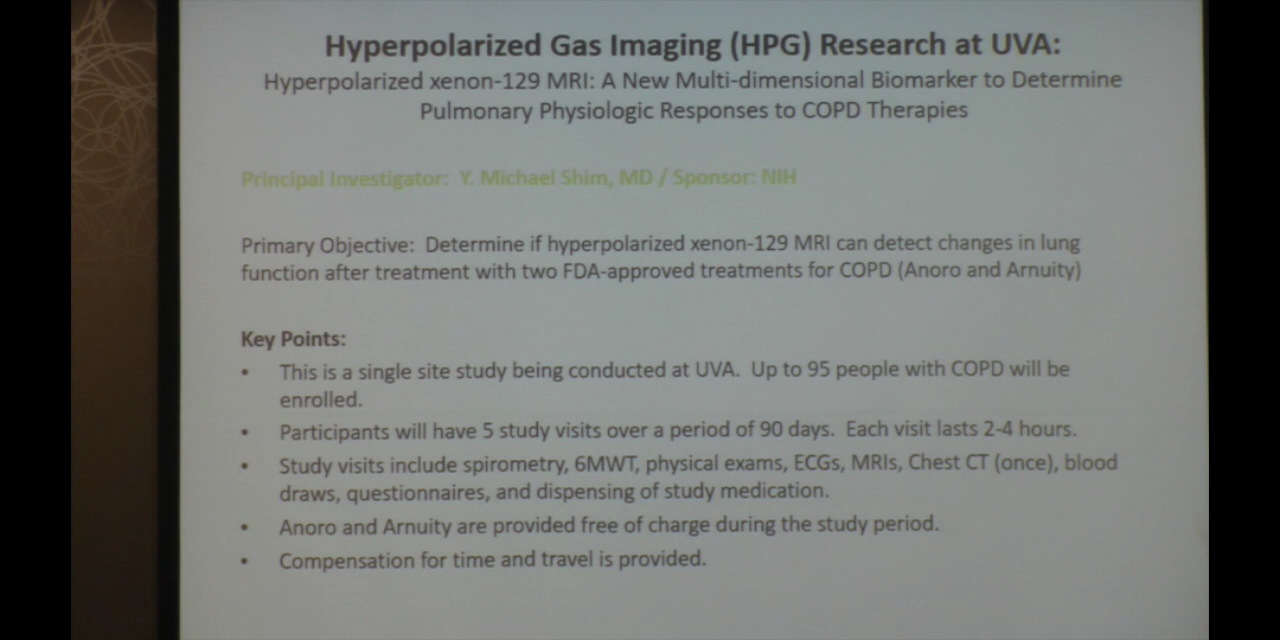 Hyperpolarized Gas Imaging (HPG) Research at UVA:
Hyperpolarized xenon-129 MRI: A New Multi-dimensional Biomarker to Determine
Pulmonary Physiologic Responses to COPD Therapies
Principal Investigator: Y. Michael Shim, MD / Sponsor: NIH
Primary Objective: Determine if hyperpolarized xenon-129 MRI can detect changes in lung
function after treatment with two FDA-approved treatments for COPD (Anoro and Arnuity)
Key Points:
• This is a single site study being conducted at UVA. Up to 95 people with COPD will be
enrolled.
• Participants will have 5 study visits over a period of 90 days. Each visit lasts 2-4 hours.
• Study visits include spirometry, 6MWT, physical exams, ECGs, MRIs, Chest CT (once), blood
draws, questionnaires, and dispensing of study medication.
• Anoro and Arnuity are provided free of charge during the study period.
• Compensation for time and travel is provided.